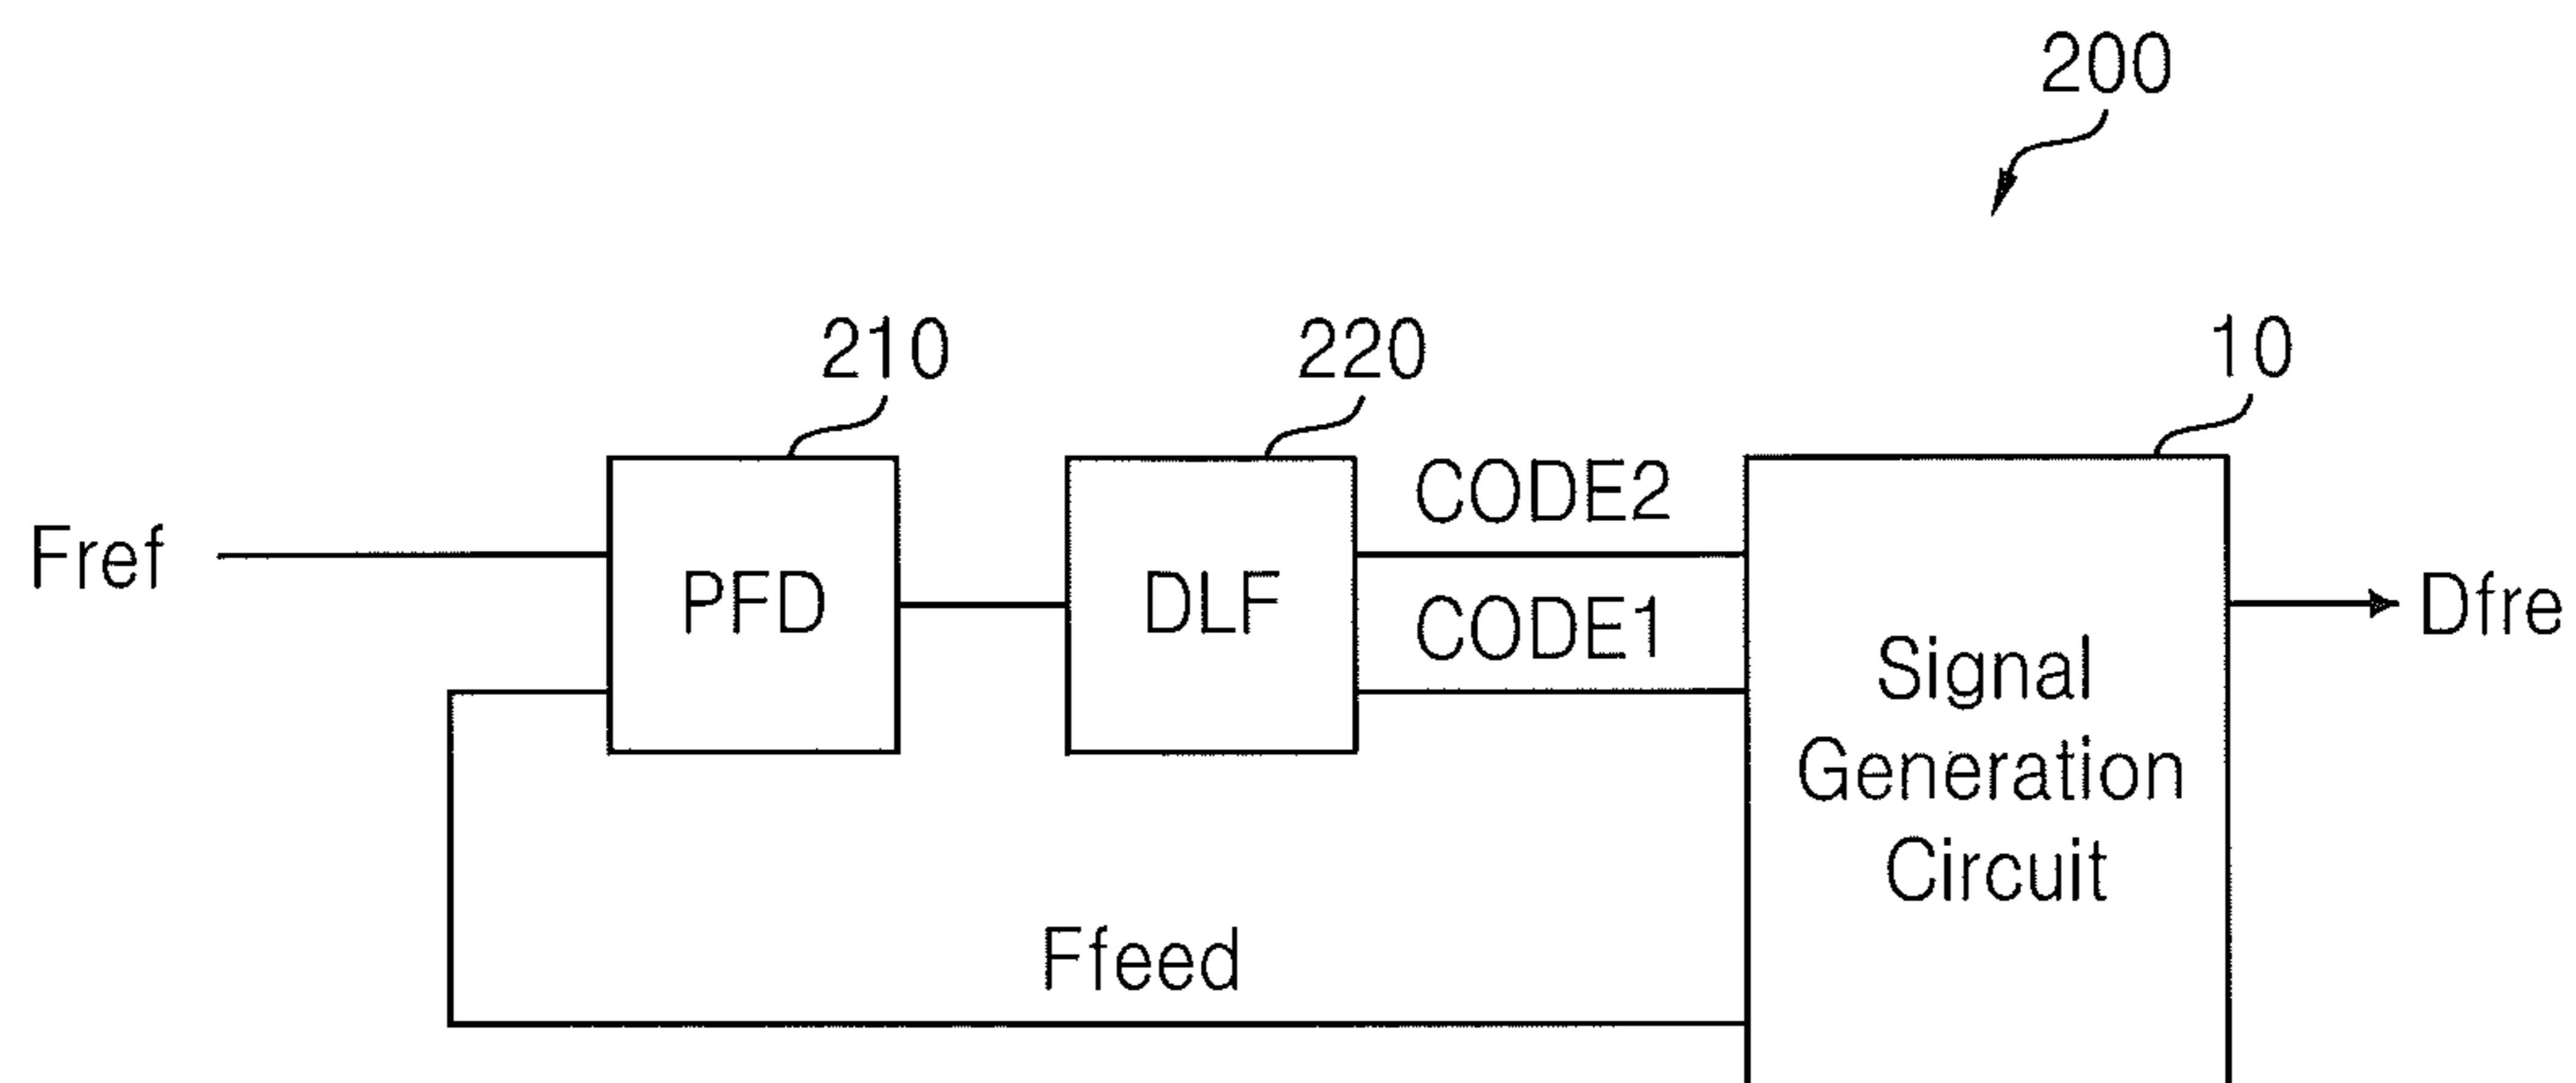 200
210
220
10
Fref
PFD
DLF
CODE2
CODE1
Signal
Generation
Circuit
Dfre
Ffeed